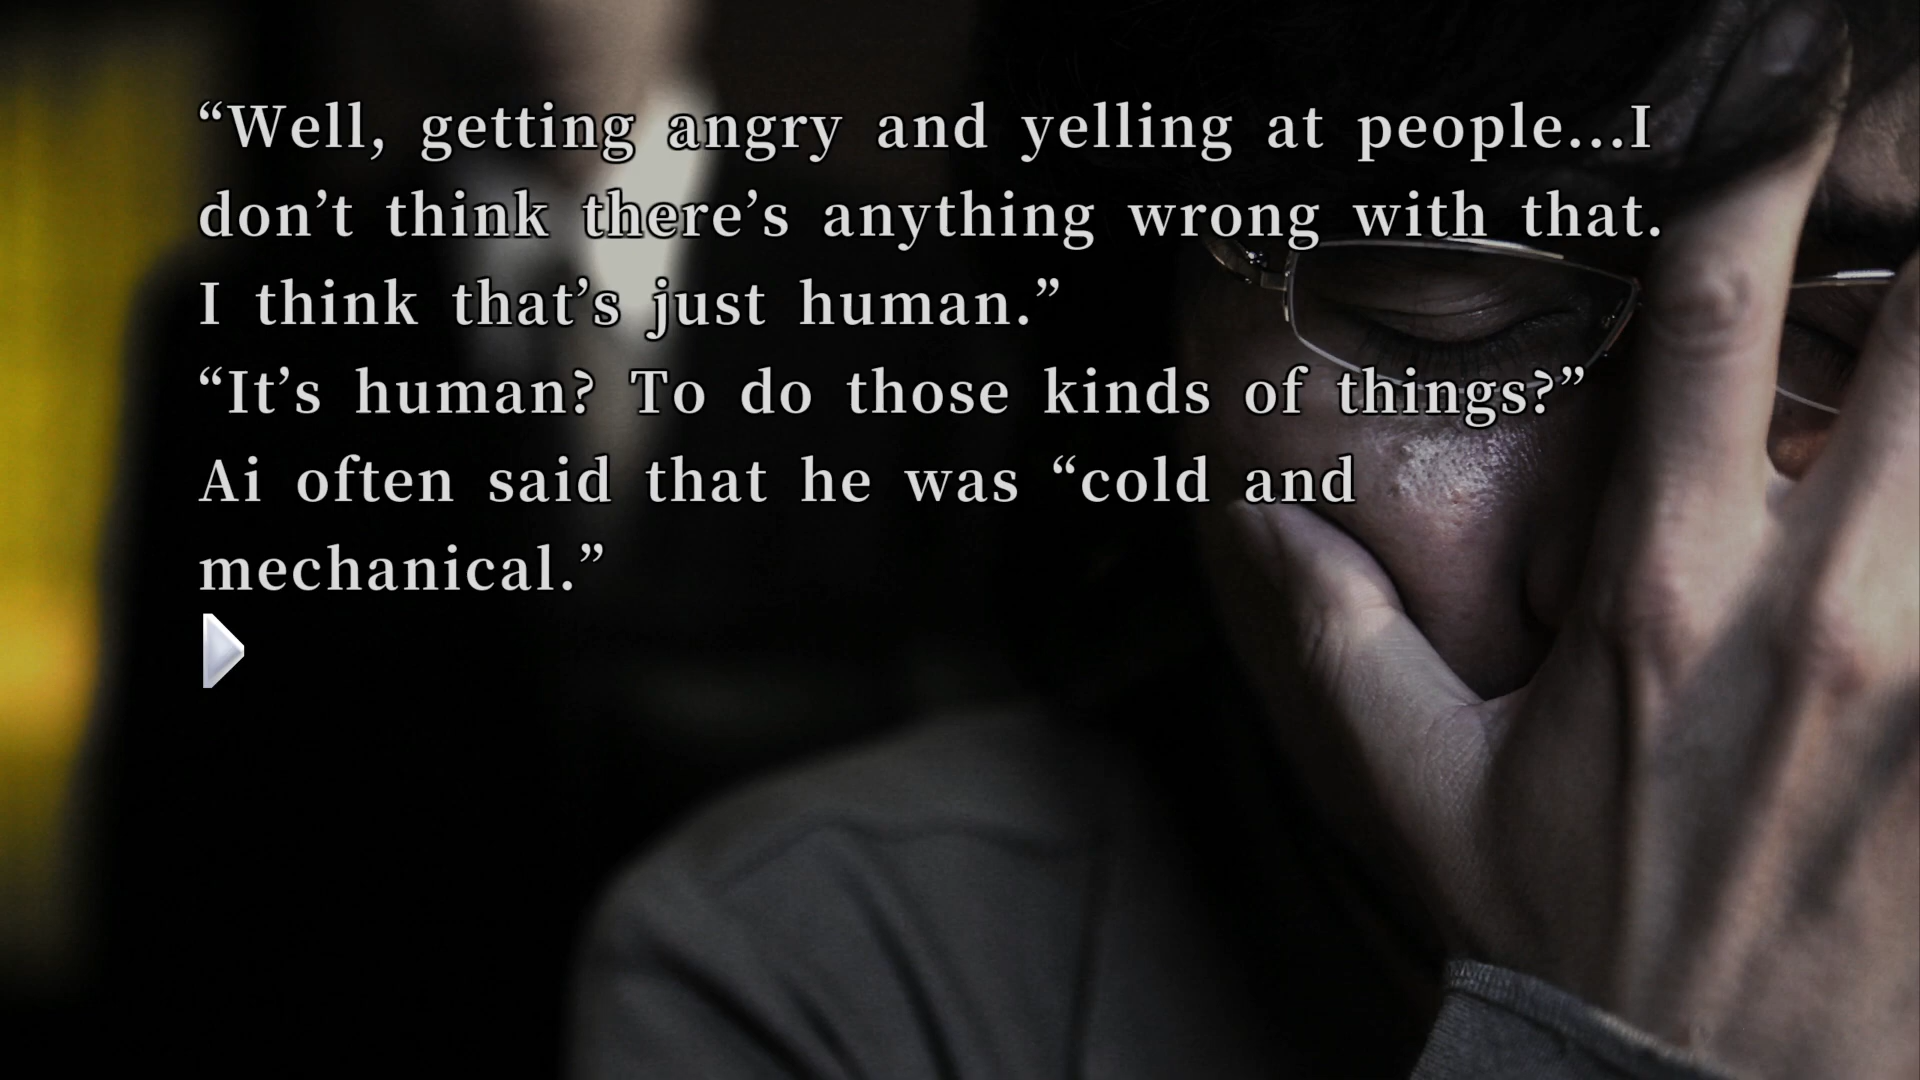 “Well, getting angry and yelling at people...I
don’t think there’s anything wrong with that.
I think that’s just human.”
“It’s human? To do those kinds of things?”
Ai often said that he was “cold and
mechanical.”